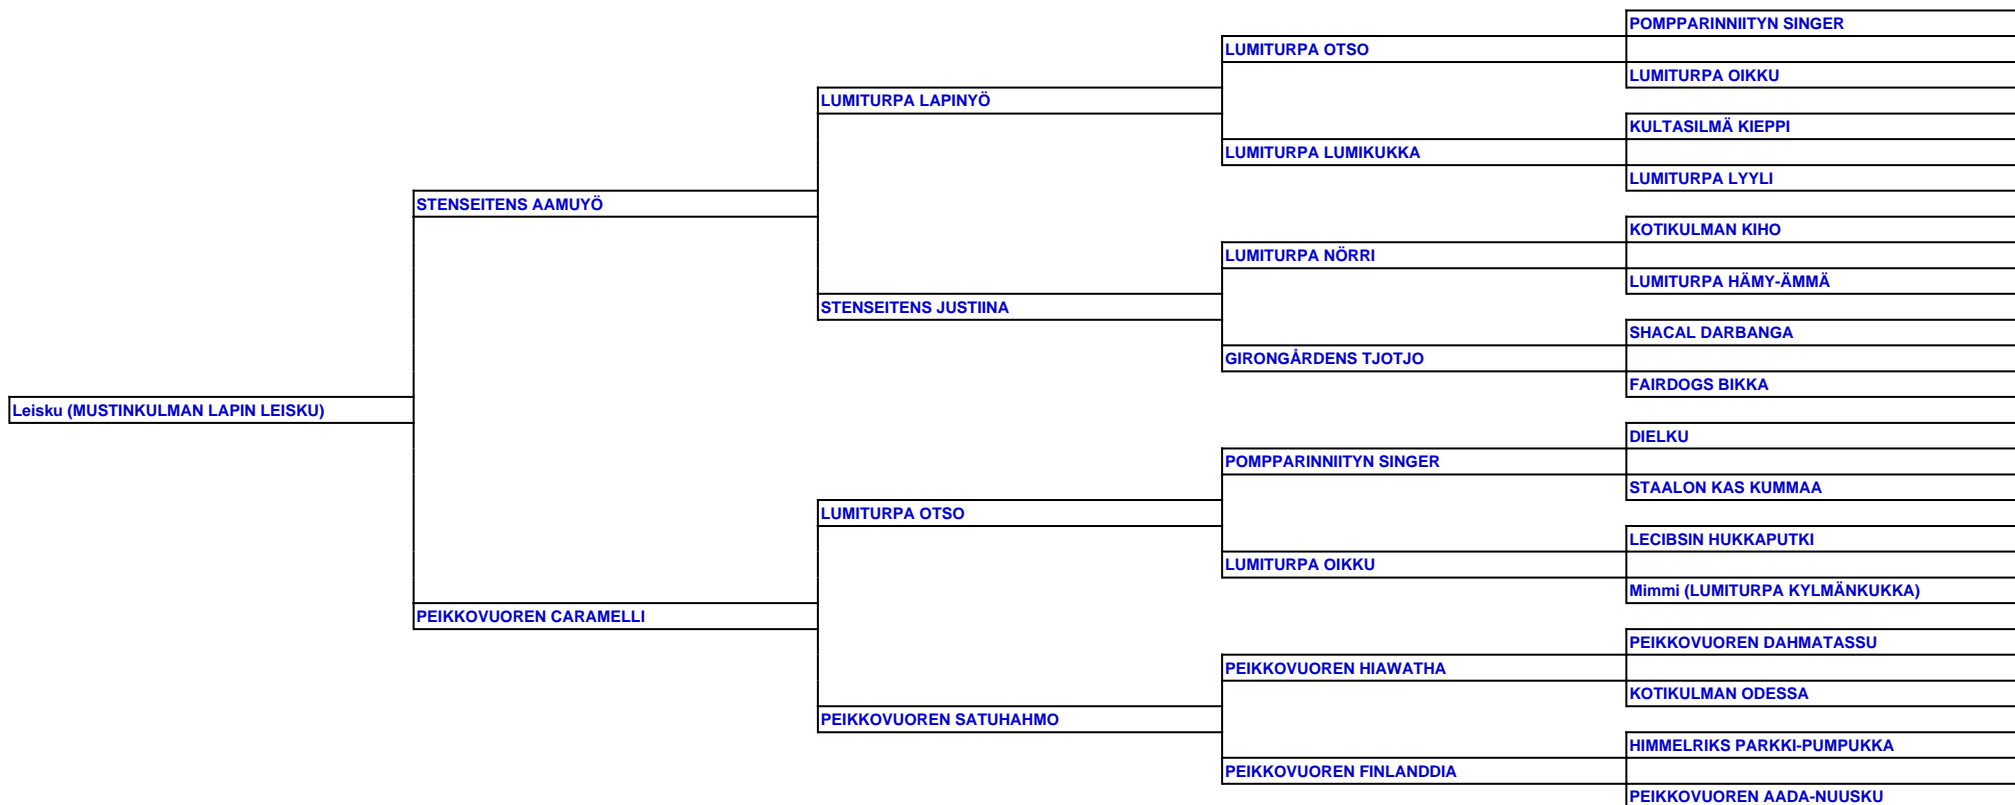 POMPPARINNIITYN SINGER
LUMITURPA OTSO
LUMITURPA OIKKU
LUMITURPA LAPINYÖ
KULTASILMÄ KIEPPI
LUMITURPA LUMIKUKKA
LUMITURPA LYYLI
STENSEITENS AAMUYÖ
KOTIKULMAN KIHO
LUMITURPA NÖRRI
LUMITURPA HÄMY-ÄMMÄ
STENSEITENS JUSTIINA
SHACAL DARBANGA
GIRONGÅRDENS TJOTJO
FAIRDOGS BIKKA
Leisku (MUSTINKULMAN LAPIN LEISKU)
DIELKU
POMPPARINNIITYN SINGER
STAALON KAS KUMMAA
LUMITURPA OTSO
LECIBSIN HUKKAPUTKI
LUMITURPA OIKKU
Mimmi (LUMITURPA KYLMÄNKUKKA)
PEIKKOVUOREN CARAMELLI
PEIKKOVUOREN DAHMATASSU
PEIKKOVUOREN HIAWATHA
KOTIKULMAN ODESSA
PEIKKOVUOREN SATUHAHMO
HIMMELRIKS PARKKI-PUMPUKKA
PEIKKOVUOREN FINLANDDIA
PEIKKOVUOREN AADA-NUUSKU